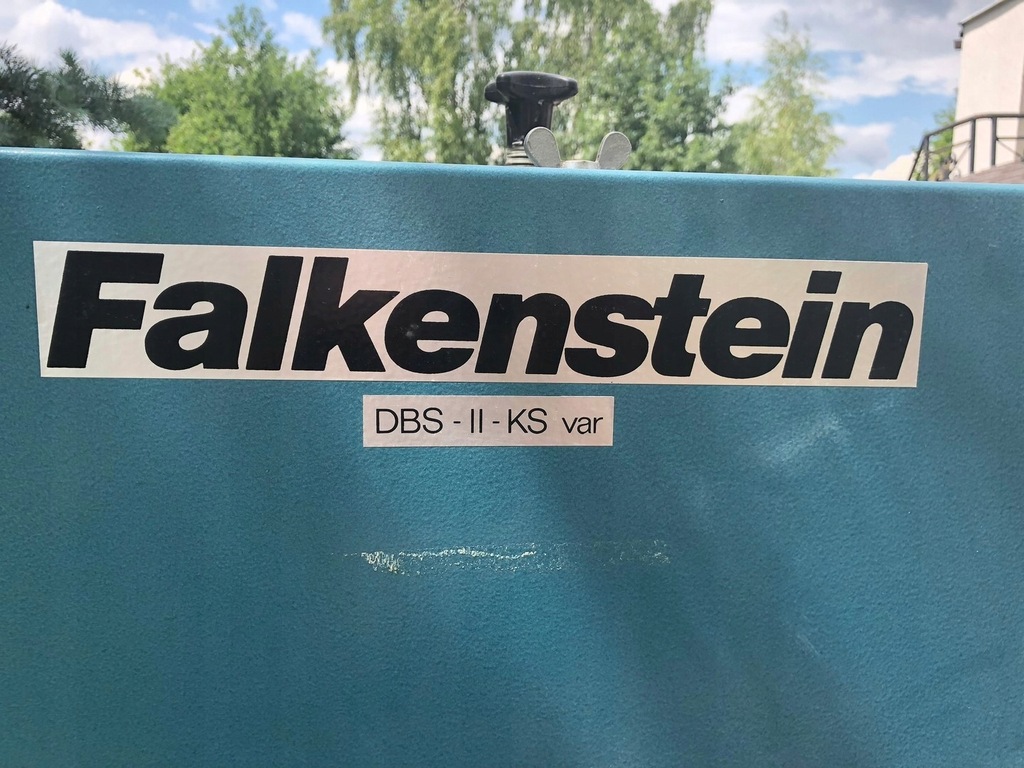 Falkenstein
DBS - II - KS var